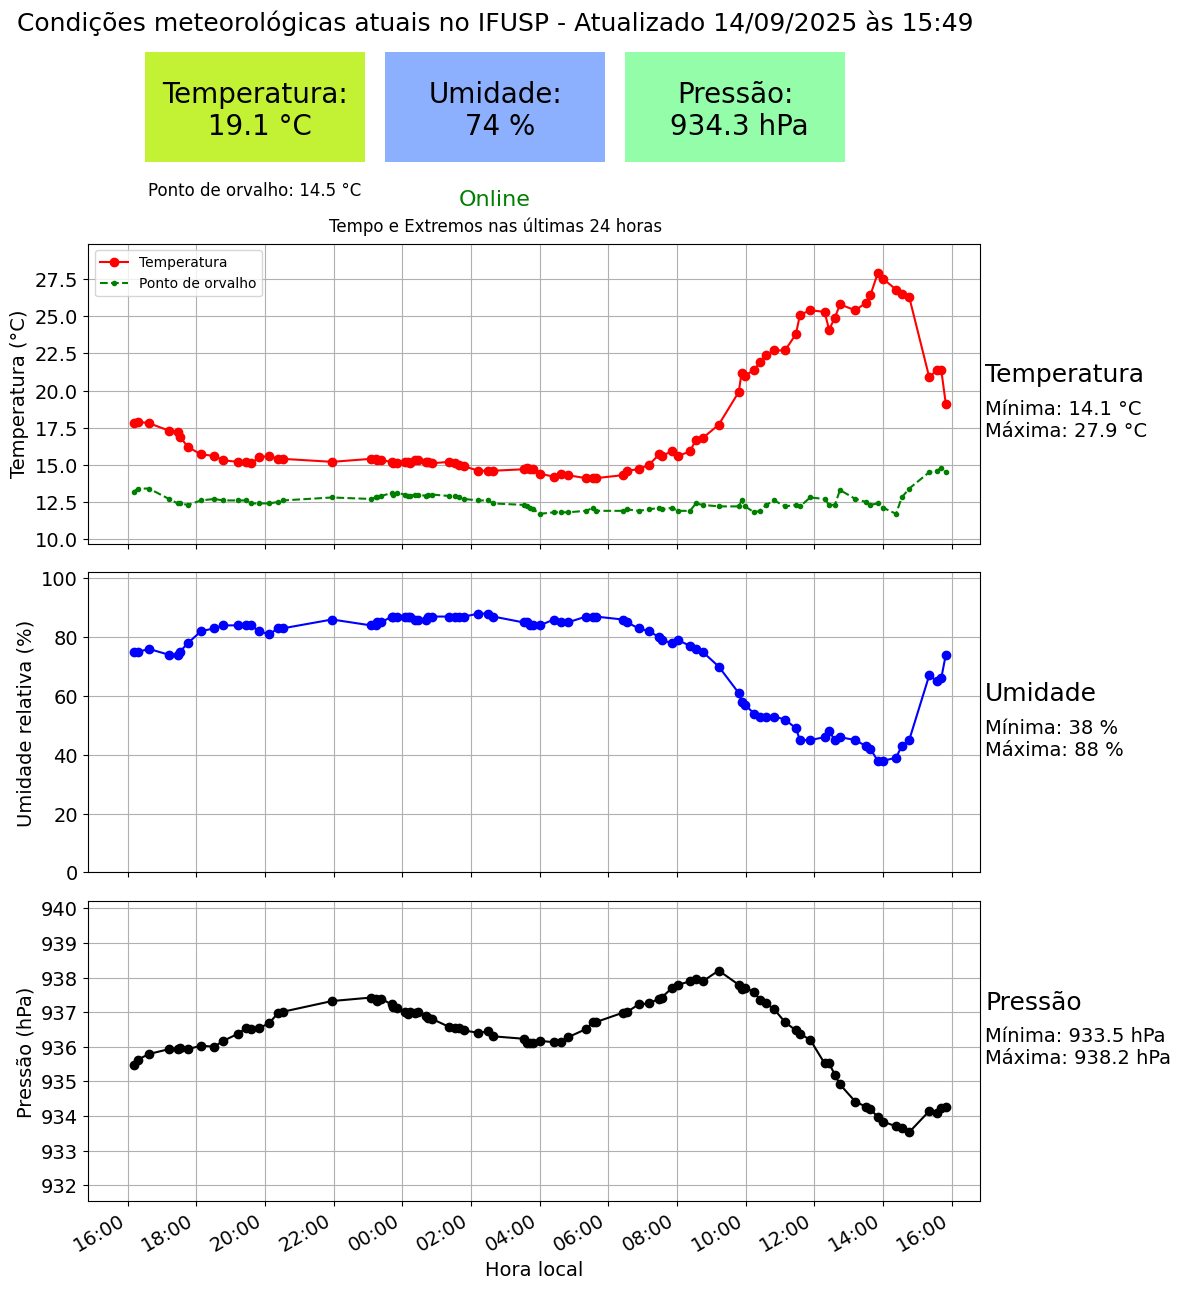 Condições meteorológicas atuais no IFUSP - Atualizado 14/09/2025 às 15:49
Temperatura:
19.1 °C
Umidade:
74 %
Pressão:
934.3 hPa
Ponto de orvalho: 14.5 °C
Online
Tempo e Extremos nas últimas 24 horas
Temperatura
Ponto de orvalho
Temperatura (°C)
27.5
25.0
22.5
20.0
17.5
15.0
12.5
10.0
Temperatura
Mínima: 14.1 °C
Máxima: 27.9 °C
Umidade relativa (%)
100
80
60
40
20
0
Umidade
Mínima: 38 %
Máxima: 88 %
Pressão (hPa)
940
939
938
937
936
935
934
933
932
Pressão
Mínima: 933.5 hPa
Máxima: 938.2 hPa
16:00
18:00
20:00
22:00
00:00
02:00
04:00
06:00
08:00
10:00
12:00
14:00
16:00
Hora local